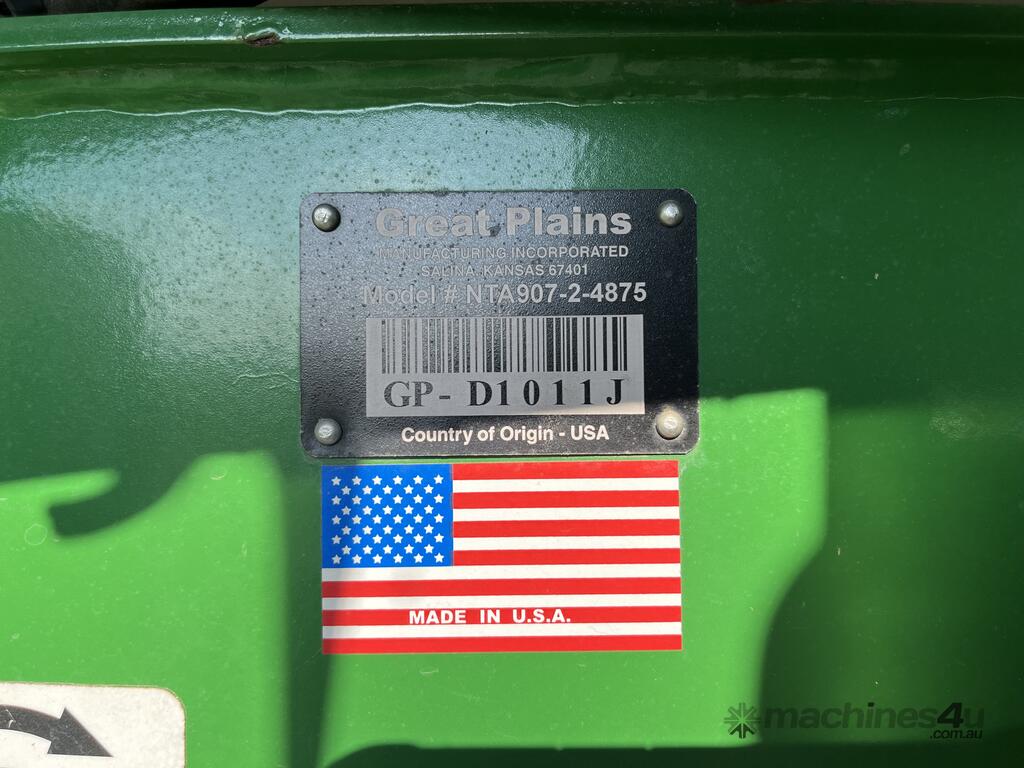 Great Plains
MANUFACTURING INCORPORATED
SALINA, KANSAS 67401
Model # NTA907-2-4875
GP- D1011J
Country of Origin - USA
MADE IN U.S.A.
machines4u
.com.au